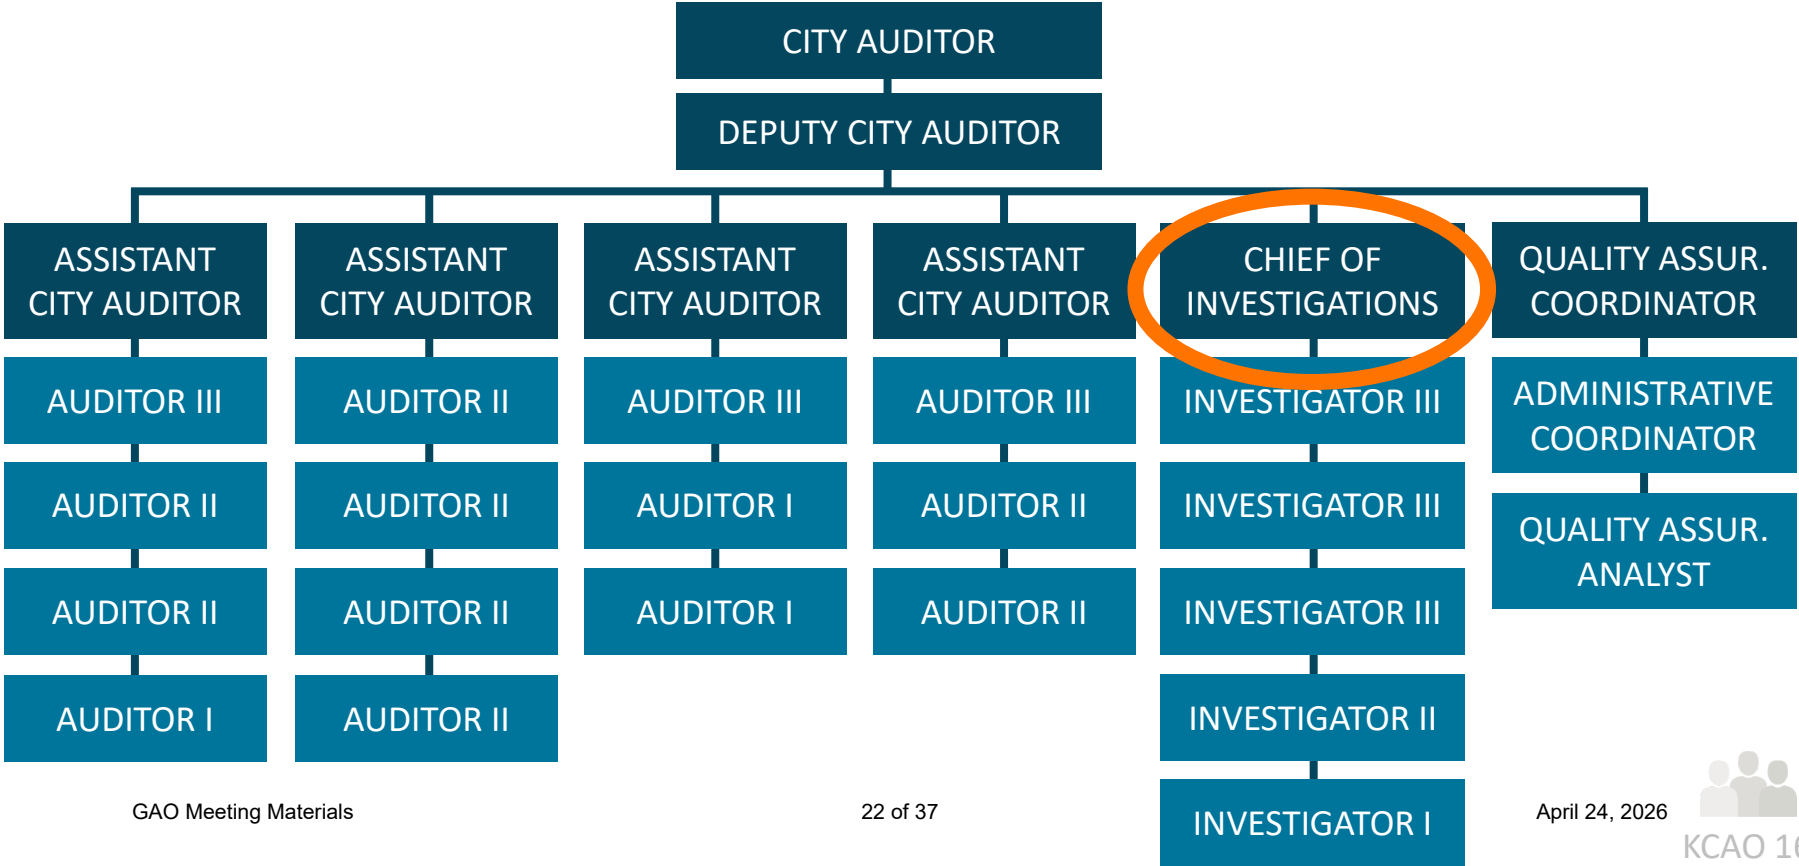 CITY AUDITOR
DEPUTY CITY AUDITOR
ASSISTANT
CITY AUDITOR
AUDITOR III
AUDITOR II
AUDITOR II
AUDITOR I
ASSISTANT
CITY AUDITOR
AUDITOR II
AUDITOR II
AUDITOR II
AUDITOR II
ASSISTANT
CITY AUDITOR
AUDITOR III
AUDITOR I
AUDITOR I
ASSISTANT
CITY AUDITOR
AUDITOR III
AUDITOR II
AUDITOR II
CHIEF OF
INVESTIGATIONS
INVESTIGATOR III
INVESTIGATOR III
INVESTIGATOR III
INVESTIGATOR II
INVESTIGATOR I
QUALITY ASSUR.
COORDINATOR
ADMINISTRATIVE
COORDINATOR
QUALITY ASSUR.
ANALYST
GAO Meeting Materials
22 of 37
April 24, 2026
KCAO 16